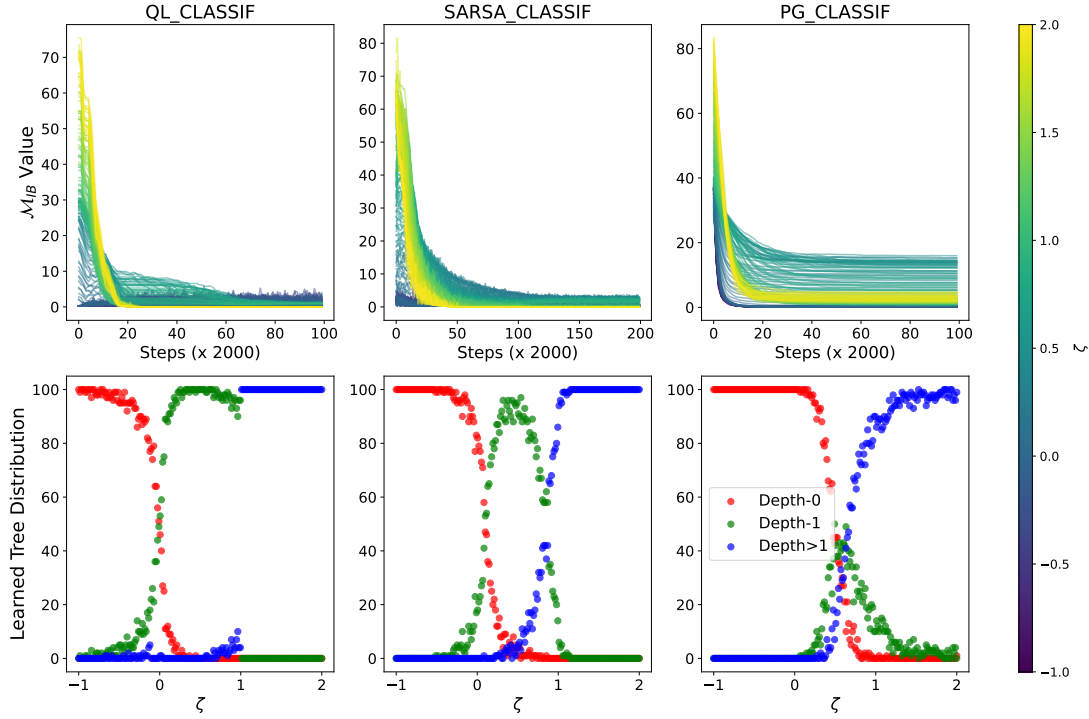 QL_CLASSIF
SARSA_CLASSIF
PG_CLASSIF
M_IB Value
70
60
50
40
30
20
10
0
0 20 40 60 80 100
Steps (x 2000)
80
70
60
50
40
30
20
10
0
0 50 100 150 200
Steps (x 2000)
80
60
40
20
0
0 20 40 60 80 100
Steps (x 2000)
2.0
1.5
1.0
0.5
0.0
−0.5
−1.0
ζ
Learned Tree Distribution
100
80
60
40
20
0
−1 0 1 2
ζ
100
80
60
40
20
0
−1 0 1 2
ζ
100
80
60
40
20
0
−1 0 1 2
ζ
Depth-0
Depth-1
Depth>1